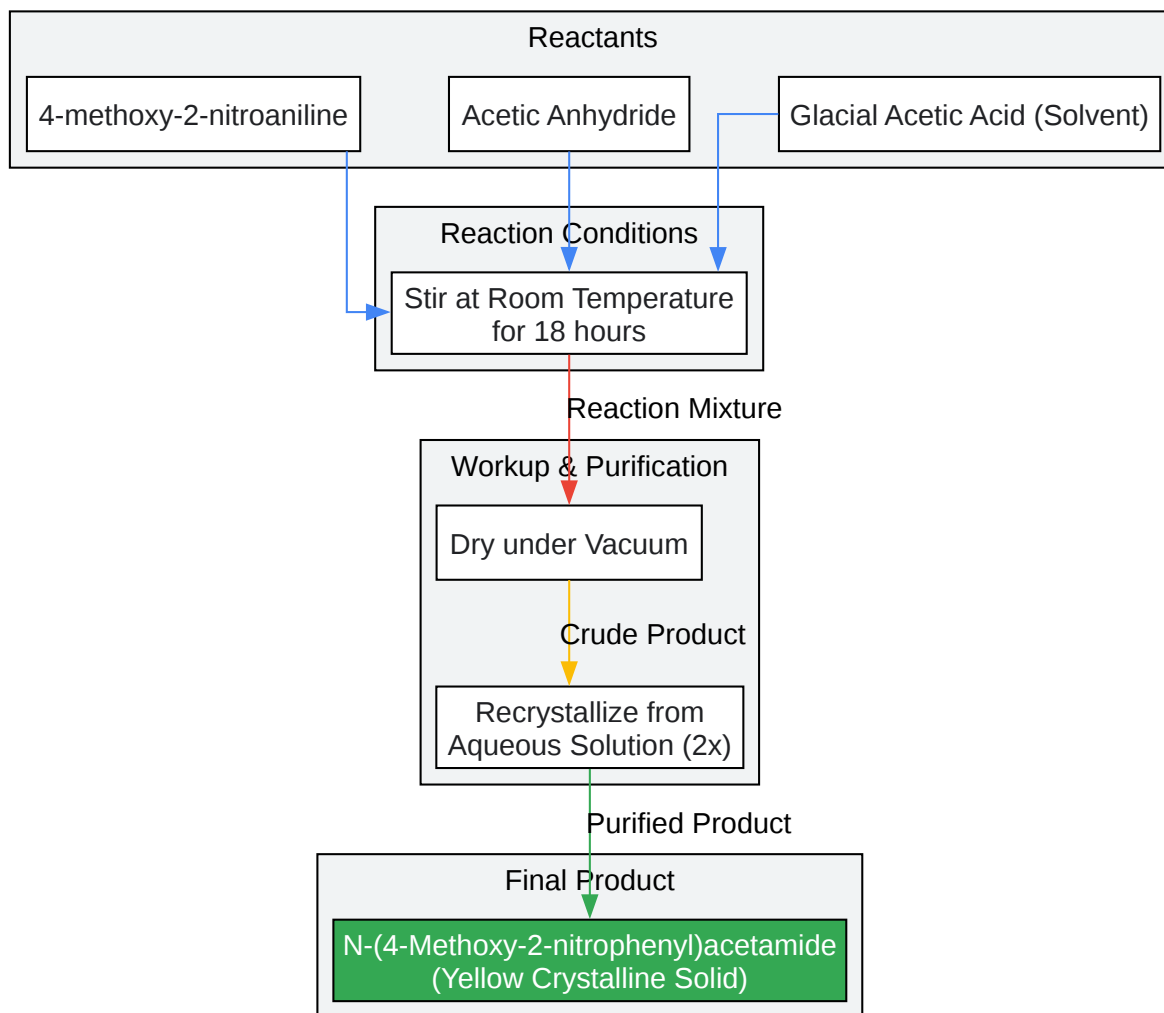 Reactants
4-methoxy-2-nitroaniline
Acetic Anhydride
Glacial Acetic Acid (Solvent)
Reaction Conditions
Stir at Room Temperature
for 18 hours
Reaction Mixture
Workup & Purification
Dry under Vacuum
Crude Product
Recrystallize from
Aqueous Solution (2x)
Purified Product
Final Product
N-(4-Methoxy-2-nitrophenyl)acetamide
(Yellow Crystalline Solid)